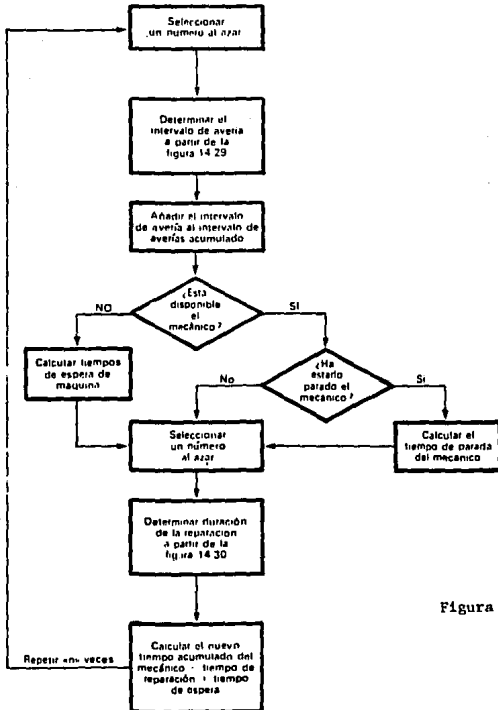 Seleccionar
un número al azar
Determinar el
intervalo de avería
a partir de la
figura 14 29
Añadir el intervalo
de avería al intervalo de
averías acumulado
¿Está
disponible
el
mecánico?
NO
SI
Calcular tiempos
de espera de
maquina
¿Ha
estado
parado el
mecánico?
No
Si
Seleccionar
un número
al azar
Calcular el
tiempo de parada
del mecanico
Determinar duración
de la reparacion
a partir de la
figura 14 30
Figura
Calcular el nuevo
tiempo acumulado del
mecánico - tiempo de
reparación + tiempo
de espera
Repetir «n» veces